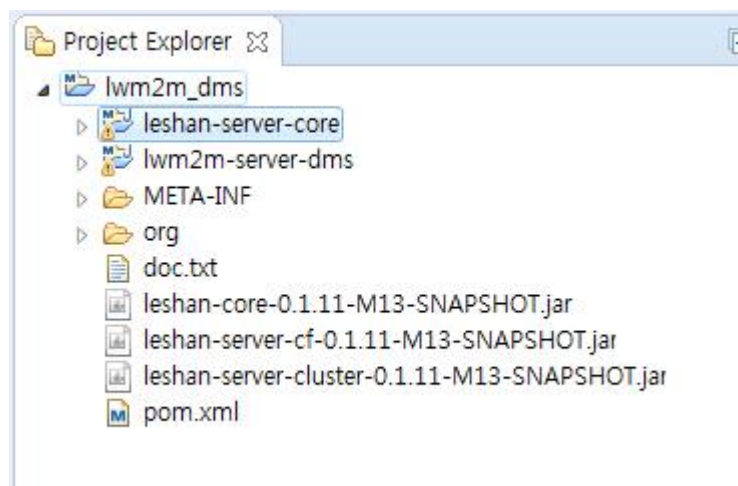 Project Explorer
lwm2m_dms
leshan-server-core
lwm2m-server-dms
META-INF
org
doc.txt
leshan-core-0.1.11-M13-SNAPSHOT.jar
leshan-server-cf-0.1.11-M13-SNAPSHOT.jar
leshan-server-cluster-0.1.11-M13-SNAPSHOT.jar
pom.xml